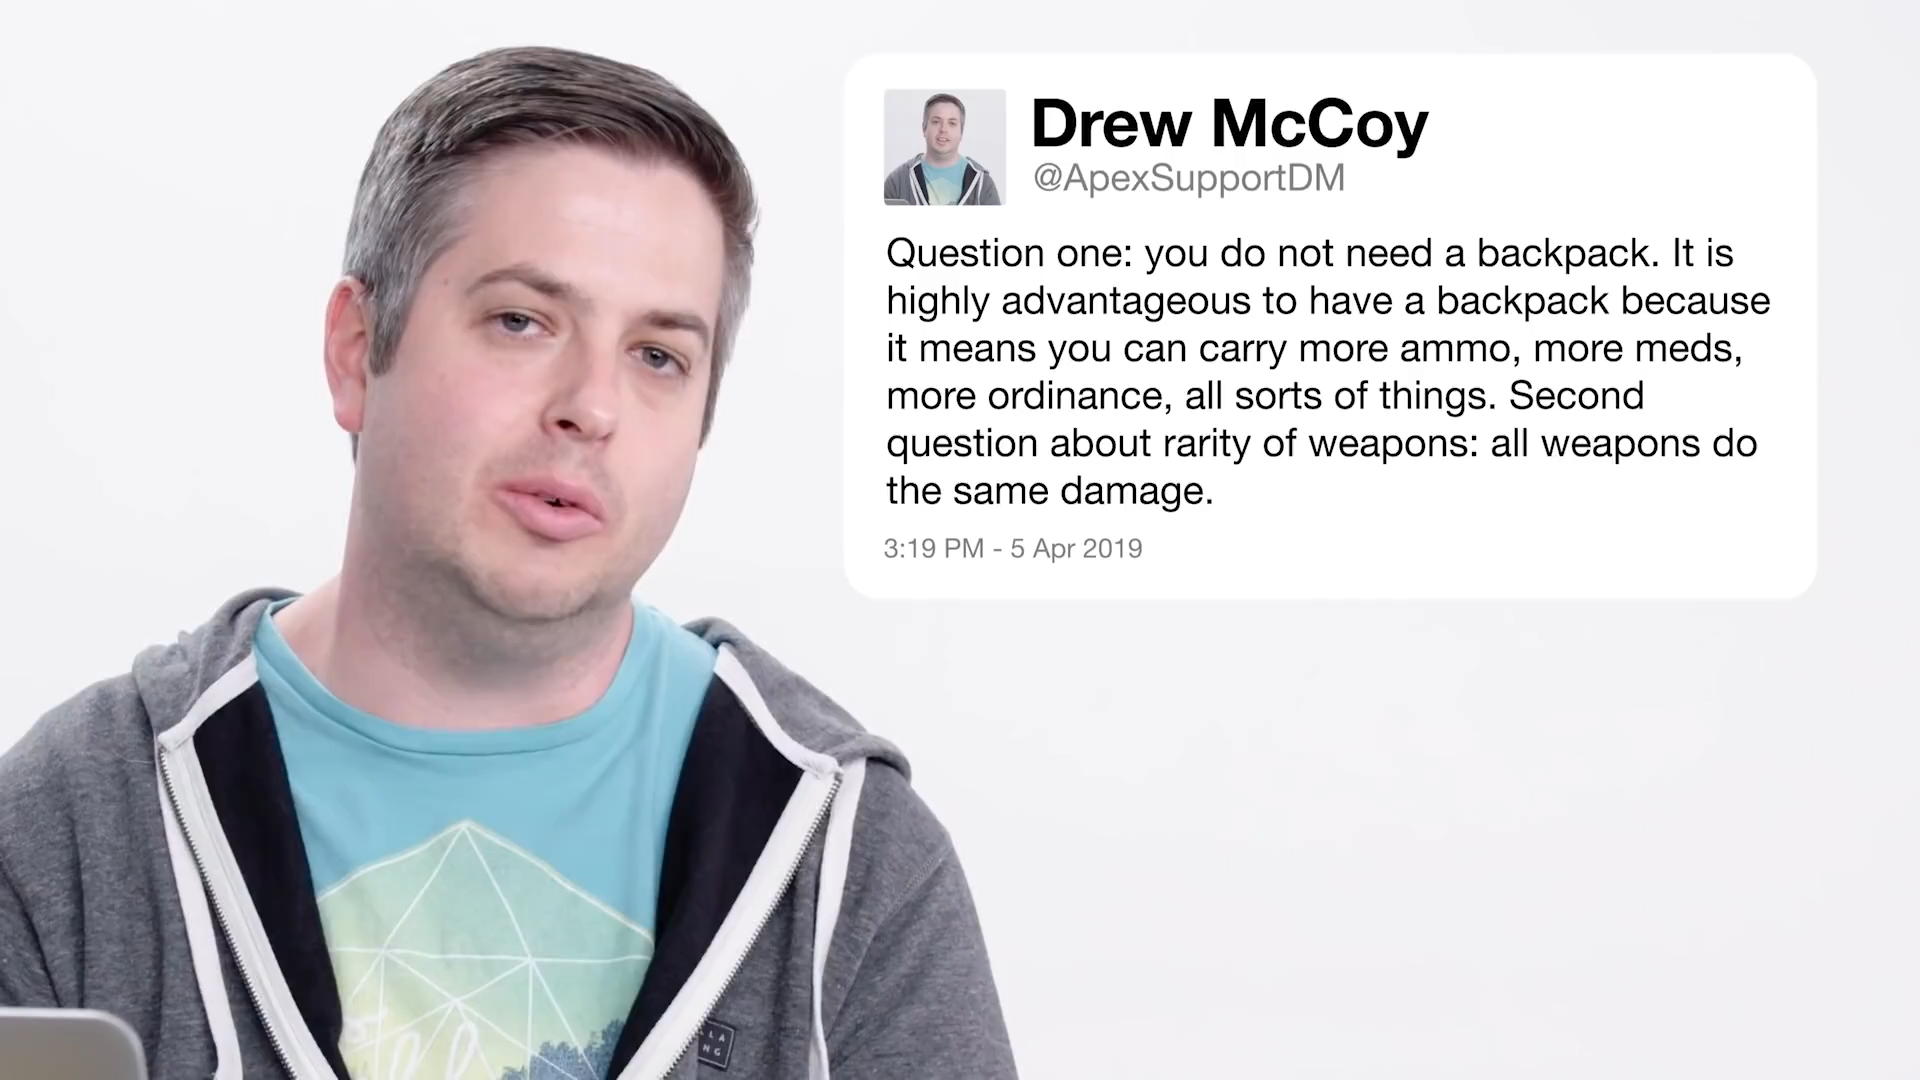 Drew McCoy
@ApexSupportDM
Question one: you do not need a backpack. It is
highly advantageous to have a backpack because
it means you can carry more ammo, more meds,
more ordinance, all sorts of things. Second
question about rarity of weapons: all weapons do
the same damage.
3:19 PM - 5 Apr 2019